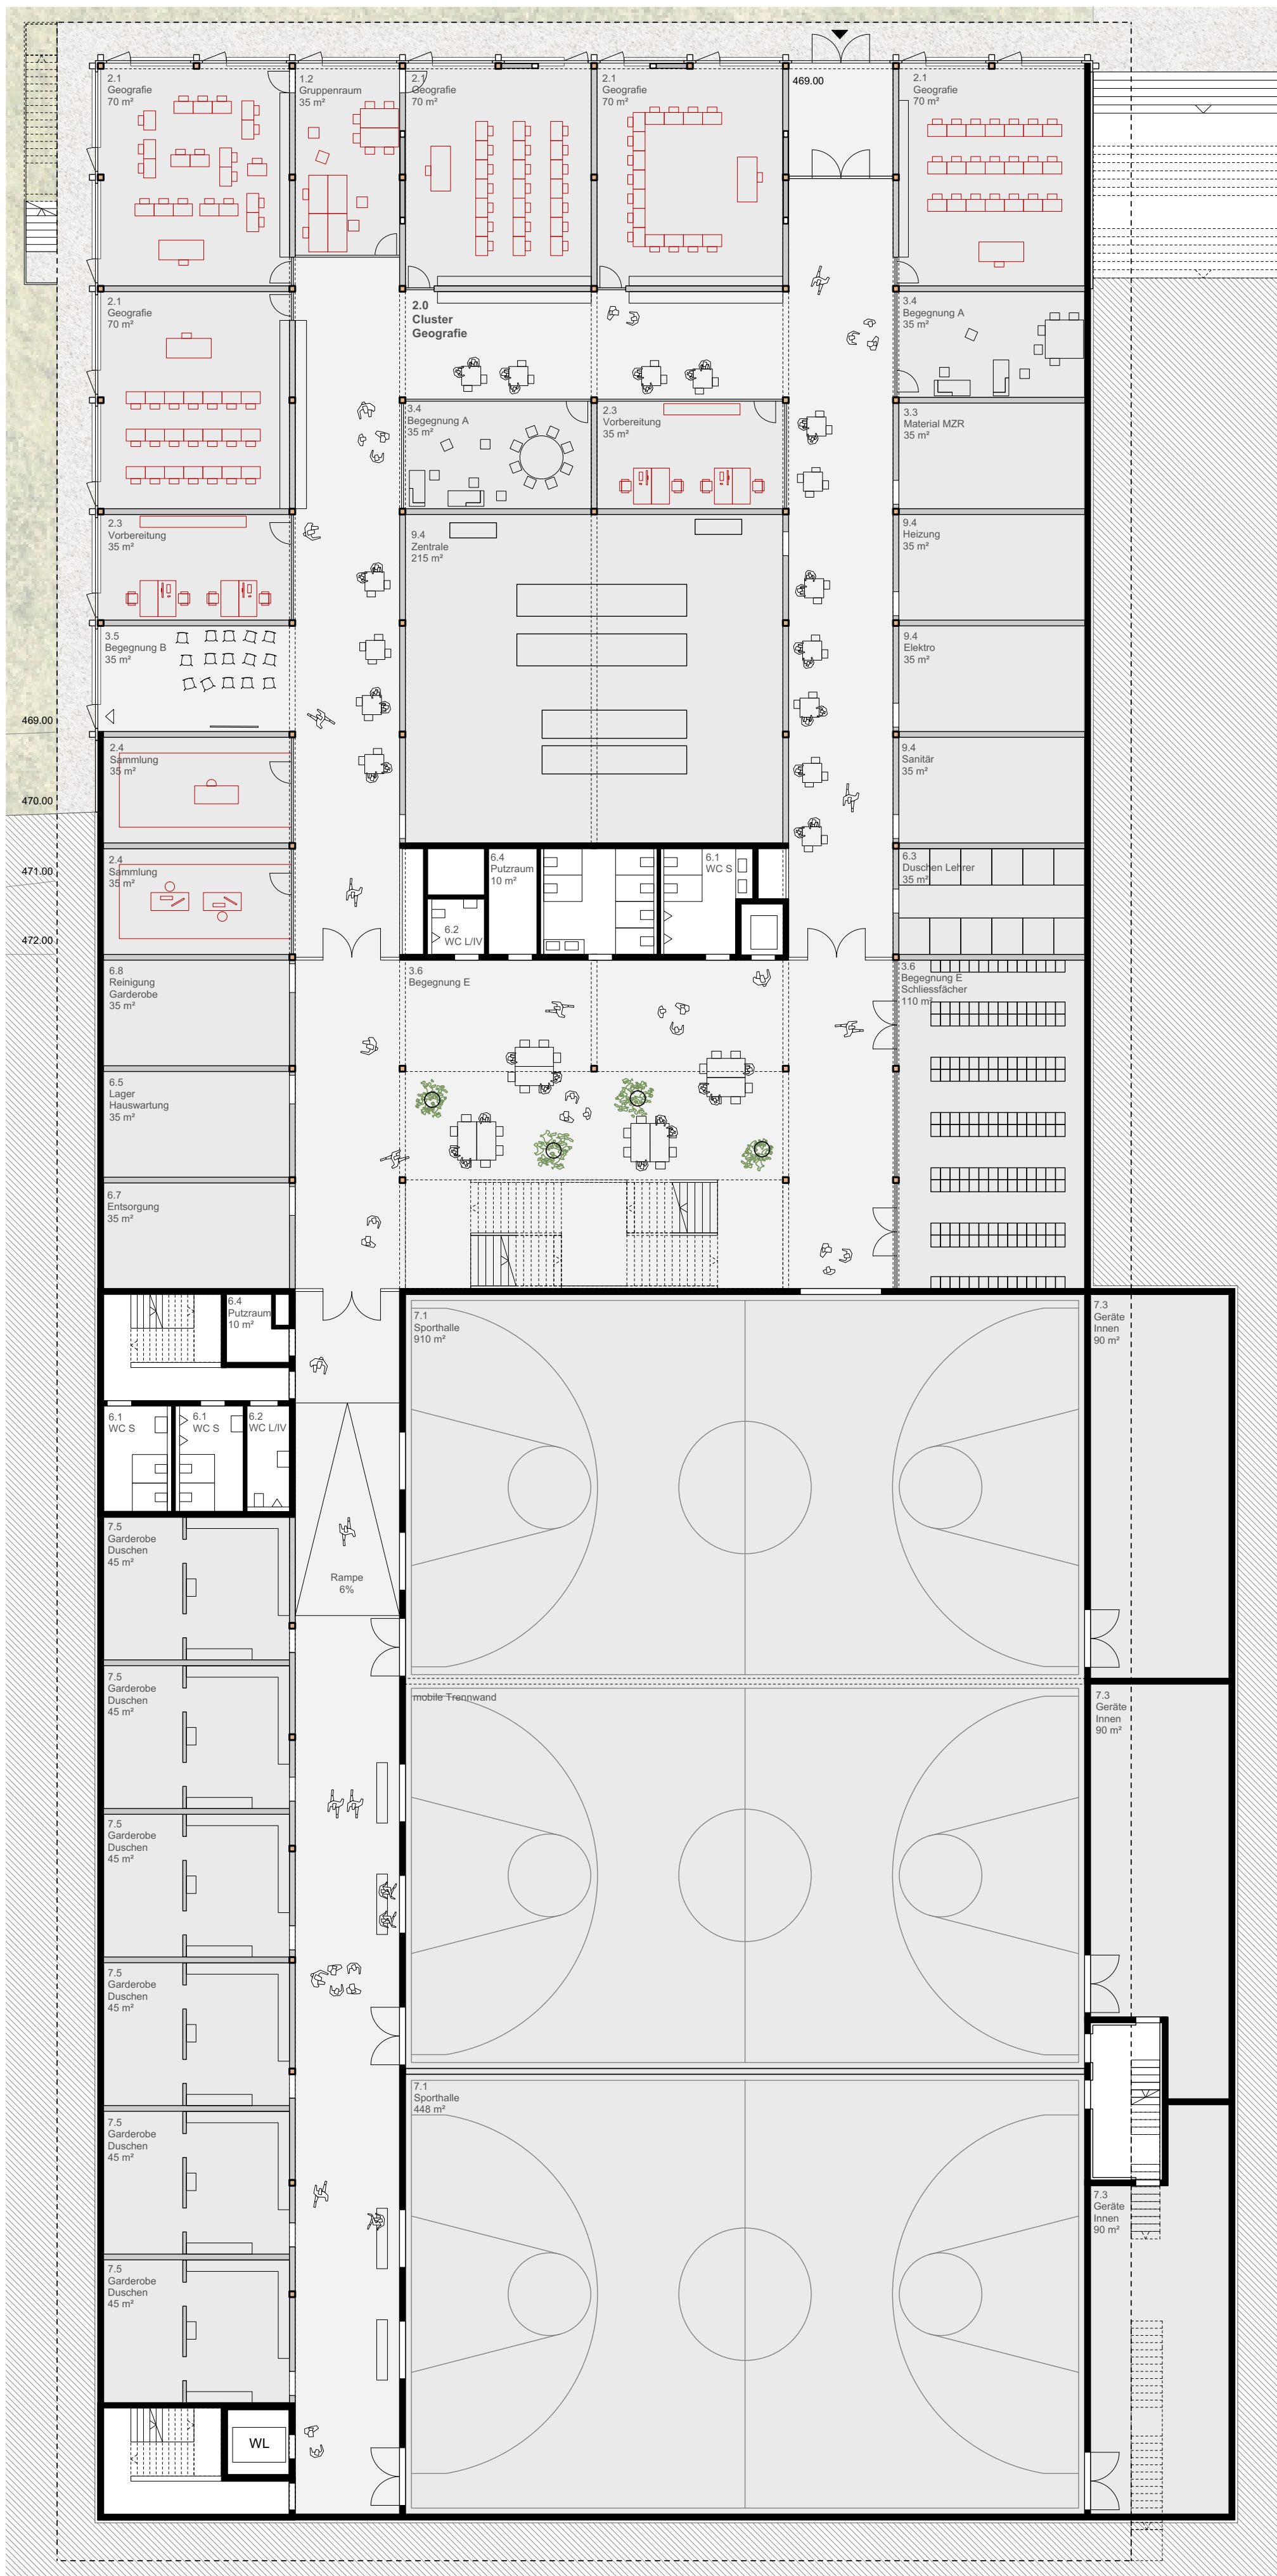 2.1
Geografie
70 m²
1.2
Gruppenraum
35 m²
2.1
Geografie
70 m²
2.1
Geografie
70 m²
469.00
2.1
Geografie
70 m²
2.1
Geografie
70 m²
2.0
Cluster
Geografie
3.4
Begegnung A
35 m²
3.4
Begegnung A
35 m²
2.3
Vorbereitung
35 m²
3.3
Material MZR
35 m²
2.3
Vorbereitung
35 m²
9.4
Zentrale
215 m²
9.4
Heizung
35 m²
3.5
Begegnung B
35 m²
9.4
Elektro
35 m²
469.00
2.4
Sammlung
35 m²
9.4
Sanitär
35 m²
470.00
2.4
Sammlung
35 m²
6.4
Putzraum
10 m²
6.1
WC S
6.3
Duschen Lehrer
35 m²
471.00
6.2
WC L/IV
472.00
6.8
Reinigung
Garderobe
35 m²
3.6
Begegnung E
3.6
Begegnung E
Schliessfächer
110 m²
6.5
Lager
Hauswartung
35 m²
6.7
Entsorgung
35 m²
6.4
Putzraum
10 m²
7.1
Sporthalle
910 m²
7.3
Geräte
Innen
90 m²
6.1
WC S
6.1
WC S
6.2
WC L/IV
7.5
Garderobe
Duschen
45 m²
Rampe
6%
7.5
Garderobe
Duschen
45 m²
mobile Trennwand
7.3
Geräte
Innen
90 m²
7.5
Garderobe
Duschen
45 m²
7.5
Garderobe
Duschen
45 m²
7.1
Sporthalle
448 m²
7.5
Garderobe
Duschen
45 m²
7.3
Geräte
Innen
90 m²
7.5
Garderobe
Duschen
45 m²
WL